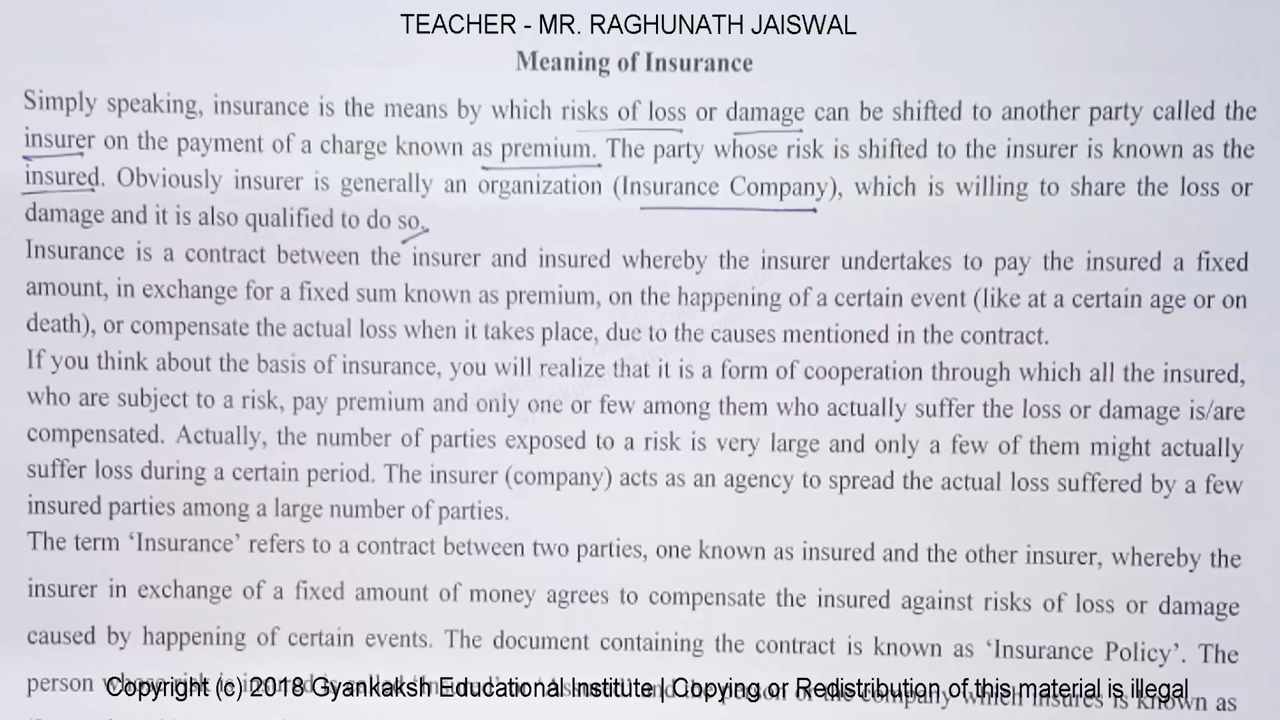 TEACHER - MR. RAGHUNATH JAISWAL
Meaning of Insurance
Simply speaking, insurance is the means by which risks of loss or damage can be shifted to another party called the
insurer on the payment of a charge known as premium. The party whose risk is shifted to the insurer is known as the
insured. Obviously insurer is generally an organization (Insurance Company), which is willing to share the loss or
damage and it is also qualified to do so.
Insurance is a contract between the insurer and insured whereby the insurer undertakes to pay the insured a fixed
amount, in exchange for a fixed sum known as premium, on the happening of a certain event (like at a certain age or on
death), or compensate the actual loss when it takes place, due to the causes mentioned in the contract.
If you think about the basis of insurance, you will realize that it is a form of cooperation through which all the insured,
who are subject to a risk, pay premium and only one or few among them who actually suffer the loss or damage is/are
compensated. Actually, the number of parties exposed to a risk is very large and only a few of them might actually
suffer loss during a certain period. The insurer (company) acts as an agency to spread the actual loss suffered by a few
insured parties among a large number of parties.
The term ‘Insurance’ refers to a contract between two parties, one known as insured and the other insurer, whereby the
insurer in exchange of a fixed amount of money agrees to compensate the insured against risks of loss or damage
caused by happening of certain events. The document containing the contract is known as ‘Insurance Policy’. The
person company which insures is known as
Copyright (c) 2018 Gyankaksh Educational Institute | Copying or Redistribution of this material is illegal